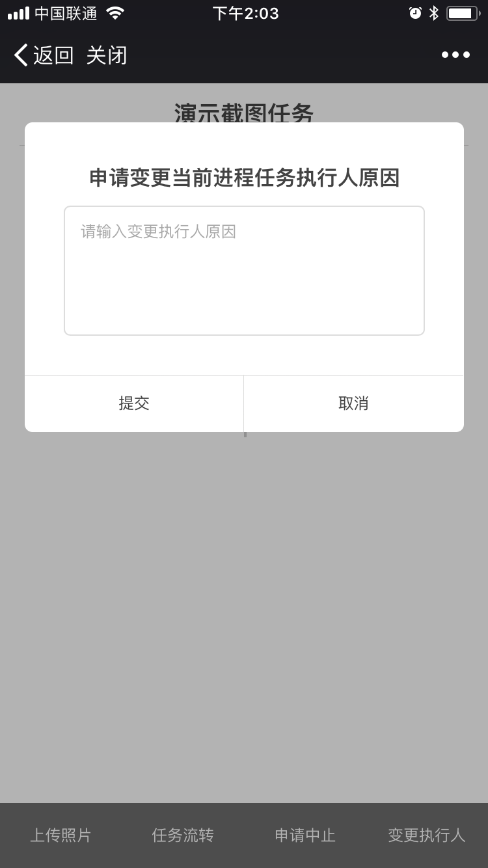 中国联通 下午2:03
返回 关闭
演示截图任务
申请变更当前进程任务执行人原因
请输入变更执行人原因
提交 取消
上传照片 任务流转 申请中止 变更执行人